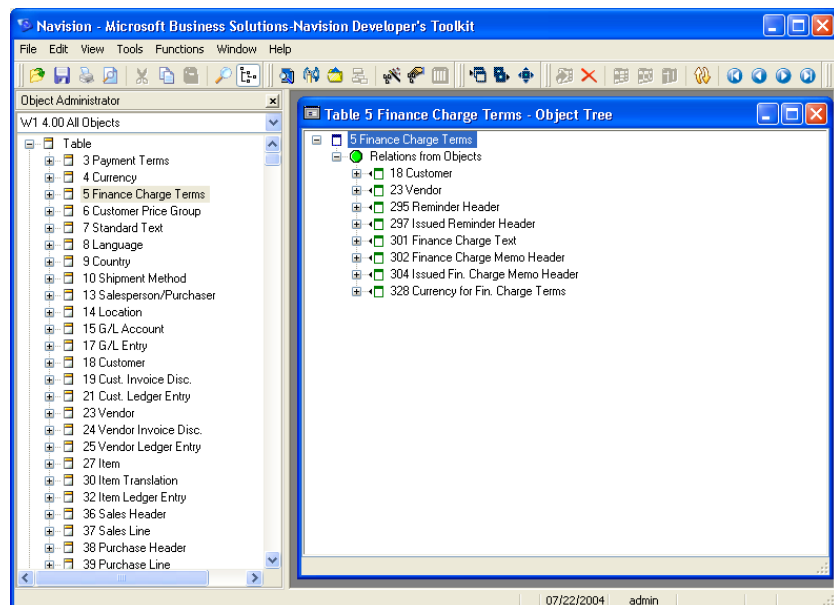 Navision - Microsoft Business Solutions-Navision Developer's Toolkit
File Edit View Tools Functions Window Help
Object Administrator
W1 4.00 All Objects
Table
3 Payment Terms
4 Currency
5 Finance Charge Terms
6 Customer Price Group
7 Standard Text
8 Language
9 Country
10 Shipment Method
13 Salesperson/Purchaser
14 Location
15 G/L Account
17 G/L Entry
18 Customer
19 Cust. Invoice Disc.
21 Cust. Ledger Entry
23 Vendor
24 Vendor Invoice Disc.
25 Vendor Ledger Entry
27 Item
30 Item Translation
32 Item Ledger Entry
36 Sales Header
37 Sales Line
38 Purchase Header
39 Purchase Line
Table 5 Finance Charge Terms - Object Tree
5 Finance Charge Terms
Relations from Objects
18 Customer
23 Vendor
295 Reminder Header
297 Issued Reminder Header
301 Finance Charge Text
302 Finance Charge Memo Header
304 Issued Fin. Charge Memo Header
328 Currency for Fin. Charge Terms
07/22/2004 admin